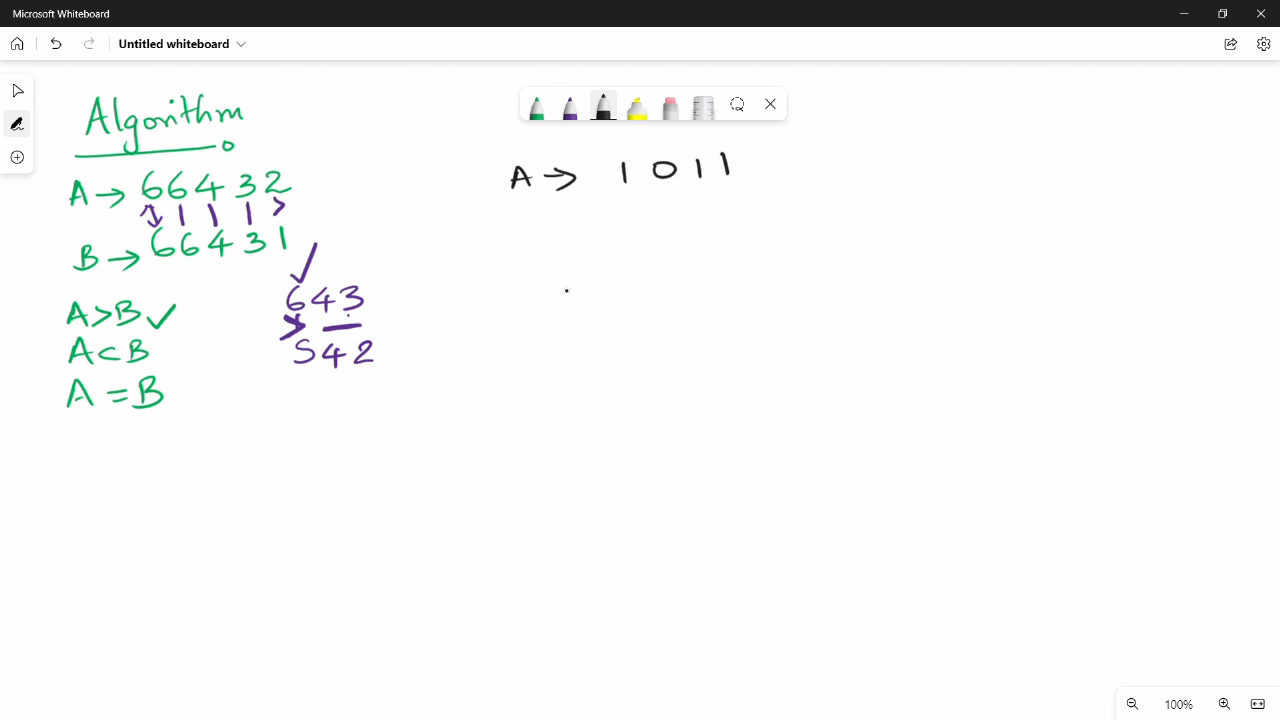 Microsoft Whiteboard
Untitled whiteboard
Algorithm
A → 66432
B → 66431
A>B ✓
A<B
A=B
✓
643
>
542
A → 1011
100%